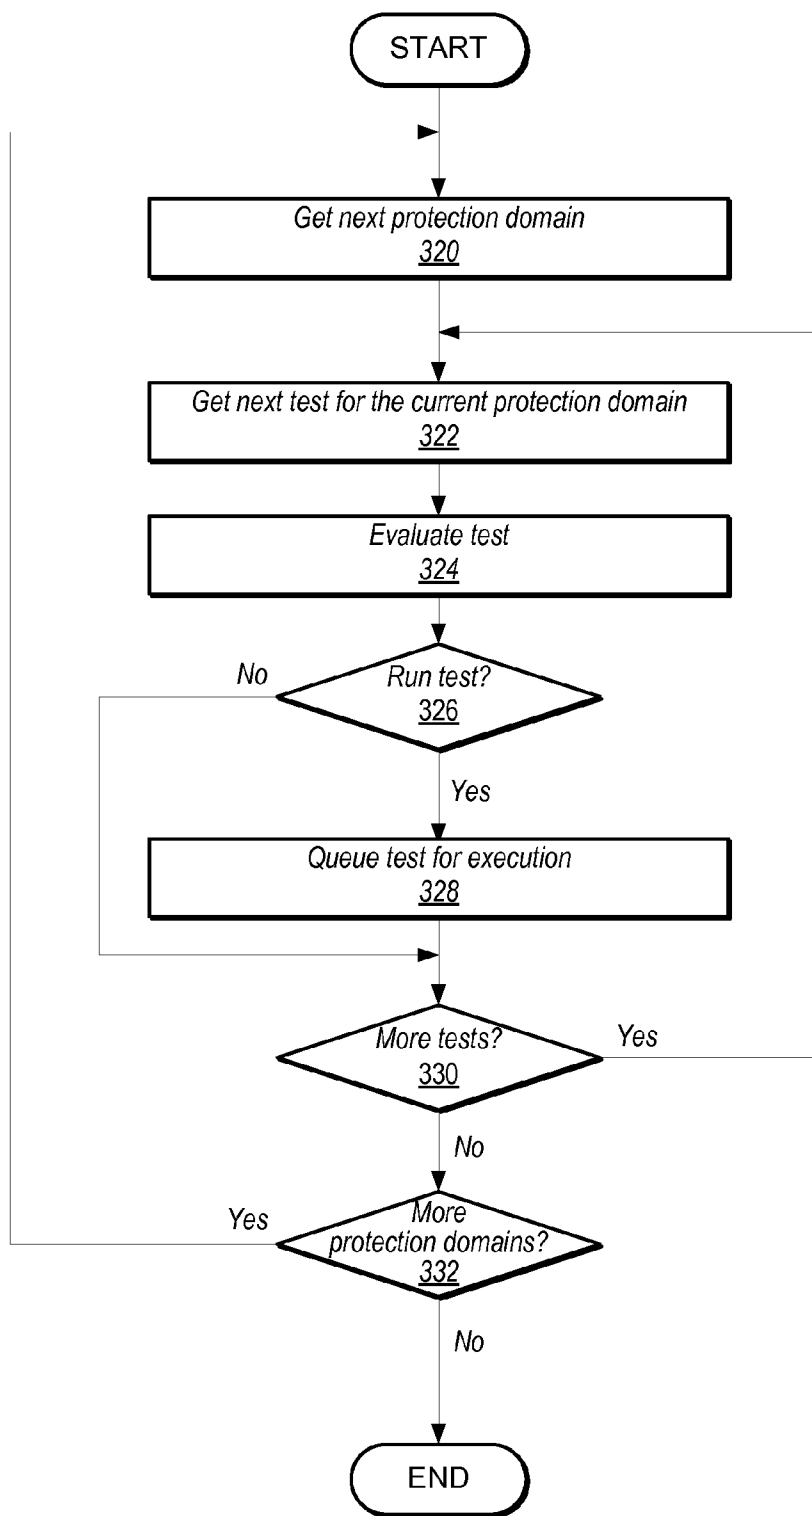 START
Get next protection domain
320
Get next test for the current protection domain
322
Evaluate test
324
No
Run test?
326
Yes
Queue test for execution
328
More tests?
330
Yes
No
Yes
More
protection domains?
332
No
END